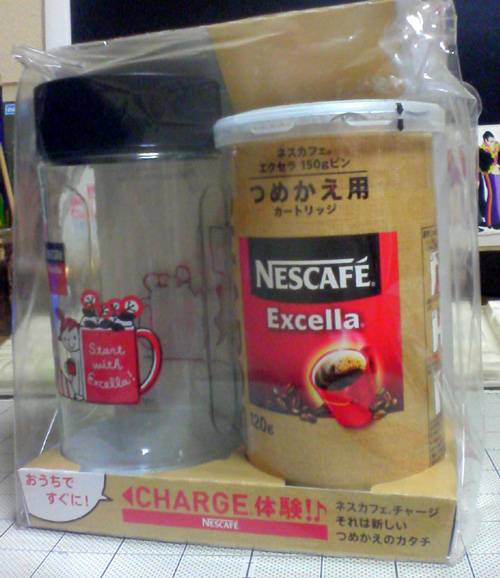 ネスカフェ®
エクセラ 150gビン
つめかえ用
カートリッジ
NESCAFÉ®
Excella®
120g
Start
with
Excella!
おうちで
すぐに!
CHARGE 体験!♪
NESCAFÉ
ネスカフェ®チャージ
それは新しい
つめかえのカタチ